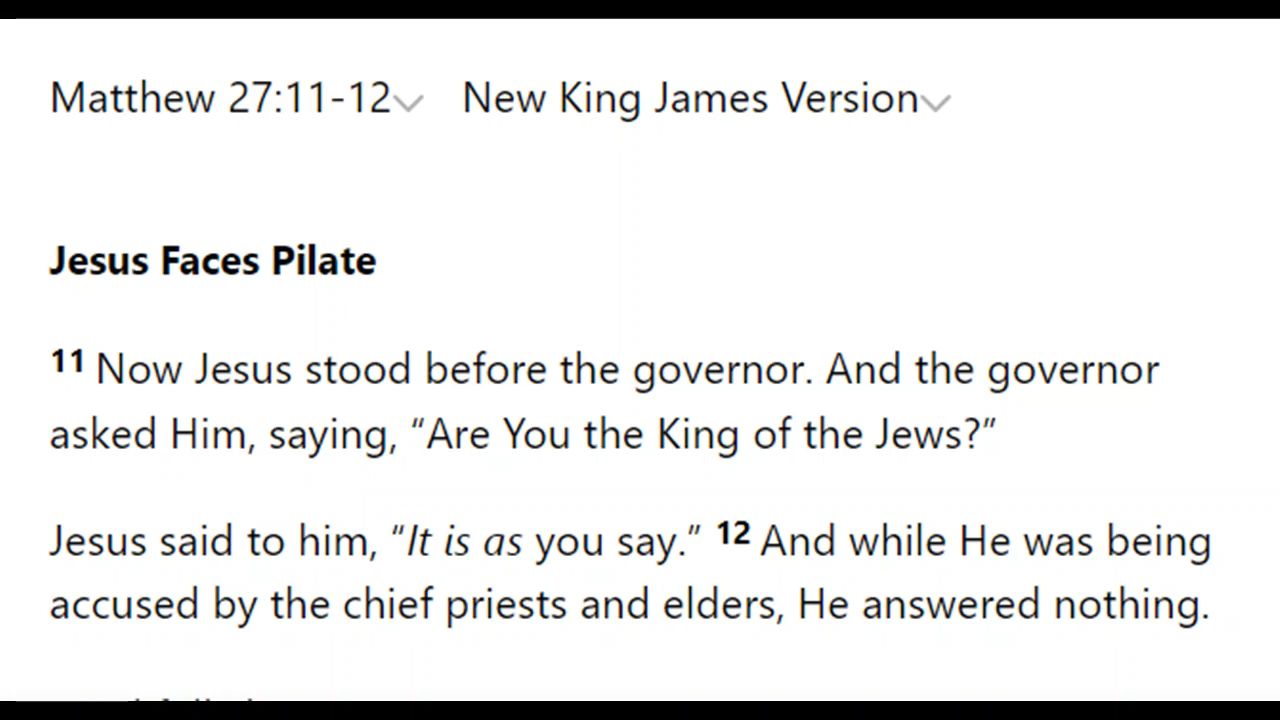 Matthew 27:11-12 New King James Version
Jesus Faces Pilate
11 Now Jesus stood before the governor. And the governor
asked Him, saying, “Are You the King of the Jews?”
Jesus said to him, “It is as you say.” 12 And while He was being
accused by the chief priests and elders, He answered nothing.